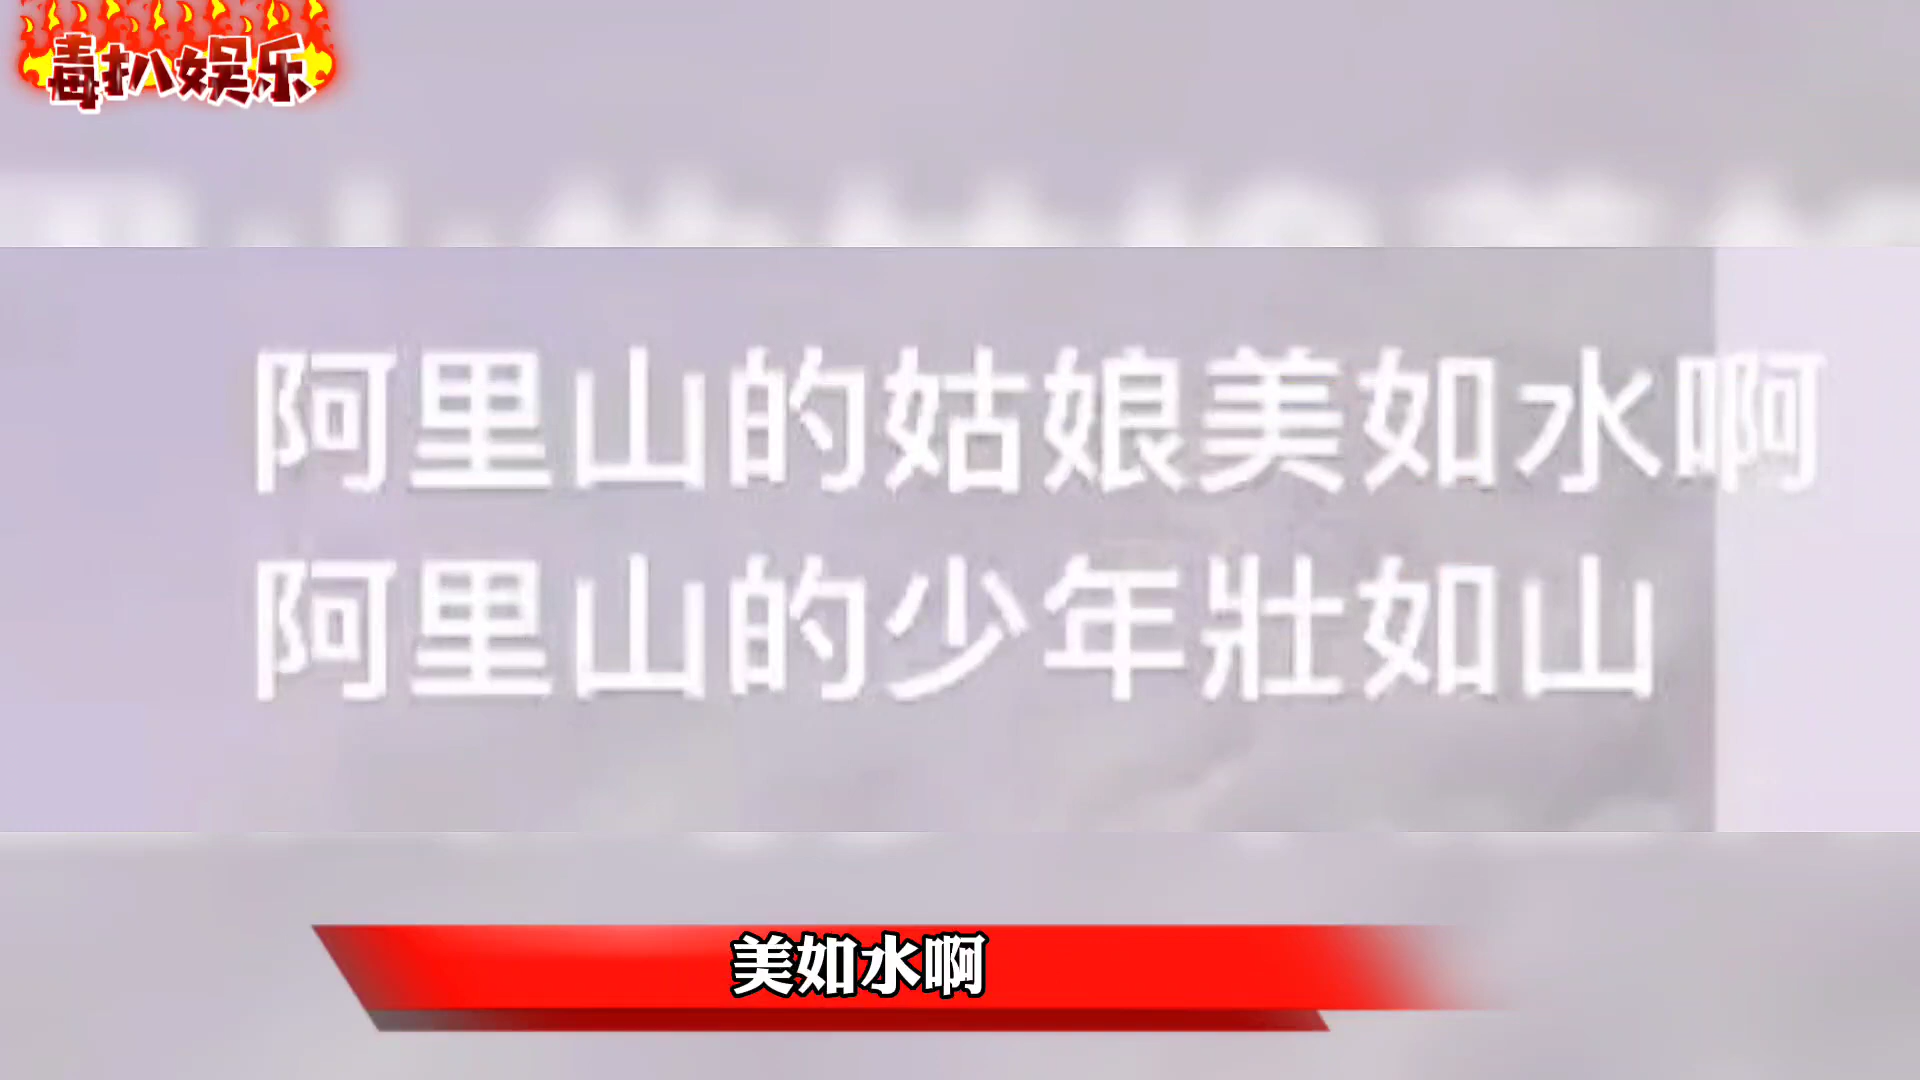 毒扒娱乐
阿里山的姑娘美如水啊
阿里山的少年壯如山
美如水啊